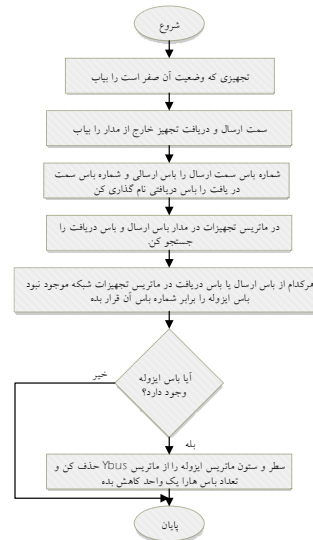 شروع
تجهیزی که وضعیت آن صفر است را بیاب
سمت ارسال و دریافت تجهیز خارج از مدار را بیاب
شماره باس سمت ارسال را باس ارسالی و شماره باس سمت
در یافت را باس دریافتی نام گذاری کن
در ماتریس تجهیزات در مدار باس ارسال و باس دریافت را
جستجو کن
هرکدام از باس ارسال یا باس دریافت در ماتریس تجهیزات شبکه موجود نبود
باس ایزوله را برابر شماره باس آن قرار بده
آیا باس ایزوله
وجود دارد؟
خیر
بله
سطر و ستون ماتریس ایزوله را از ماتریس Ybus حذف کن و
تعداد باس هارا یک واحد کاهش بده
پایان